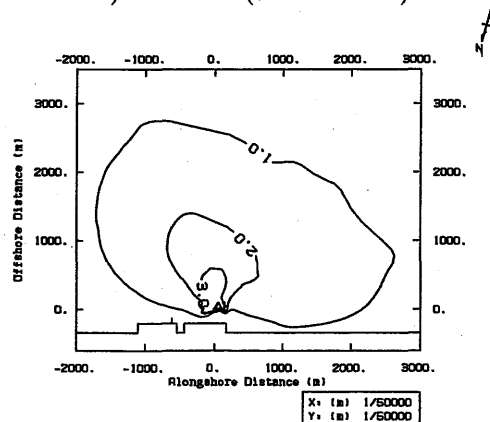 N
-2000. -1000. 0. 1000. 2000. 3000.
3000. 3000.
2000. 2000.
1000. 1000.
0. 0.
Offshore Distance (m)
1.0
2.0
3.0
-2000. -1000. 0. 1000. 2000. 3000.
Alongshore Distance (m)
X: (m) 1/50000
Y: (m) 1/50000